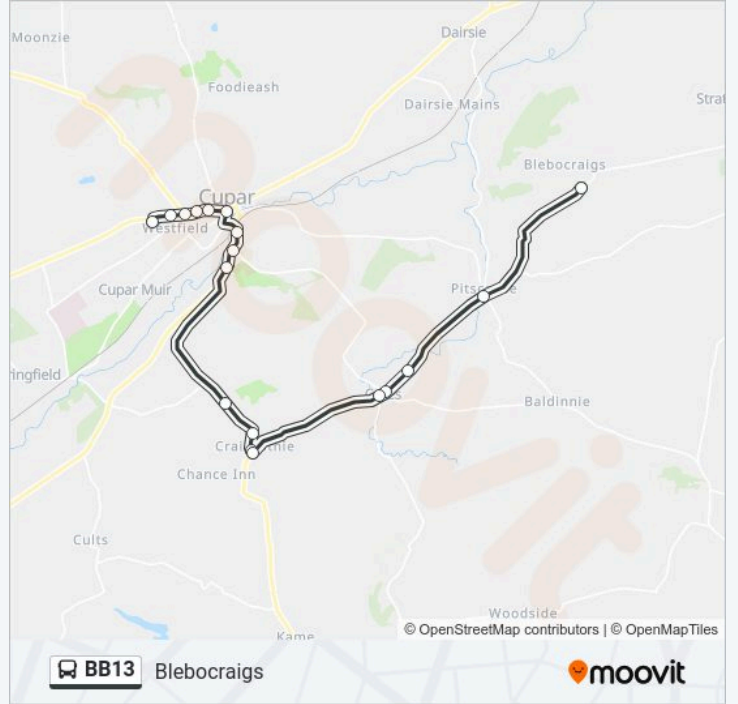 Moonzie
Dairsie
Foodieash
Dairsie Mains
Strat
Blebocraigs
Cupar
Westfield
Cupar Muir
ringfield
Baldinnie
Chance Inn
Cults
Woodside
Kame
© OpenStreetMap contributors | © OpenMapTiles
BB13 Blebocraigs
moovit